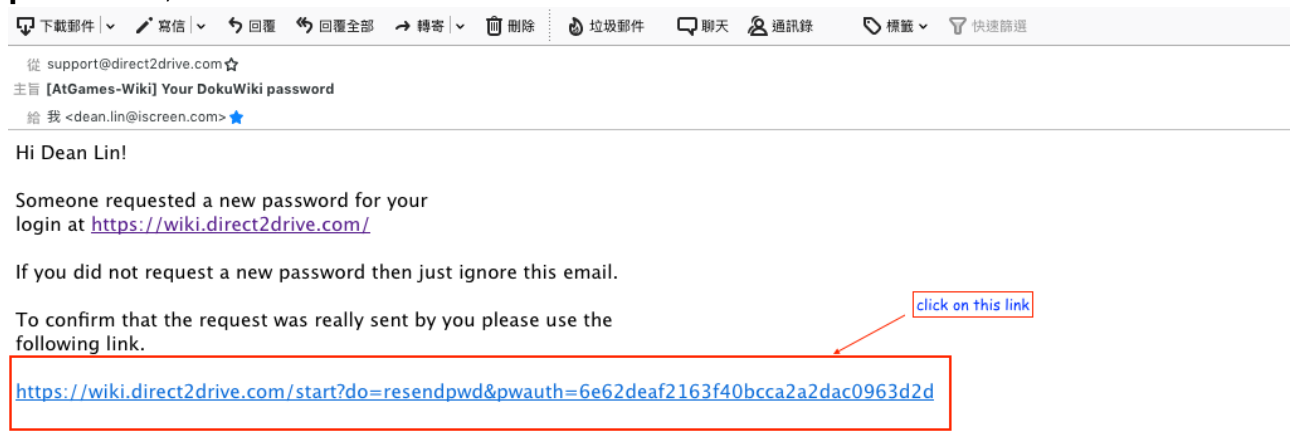 下載郵件 寫信 回覆 回覆全部 轉寄 刪除 垃圾郵件 聊天 通訊錄 標籤 快速篩選
從 support@direct2drive.com
主旨 [AtGames-Wiki] Your DokuWiki password
給 我 <dean.lin@iscreen.com>
Hi Dean Lin!
Someone requested a new password for your
login at https://wiki.direct2drive.com/
If you did not request a new password then just ignore this email.
click on this link
To confirm that the request was really sent by you please use the
following link.
https://wiki.direct2drive.com/start?do=resendpwd&pwauth=6e62deaf2163f40bcca2a2dac0963d2d